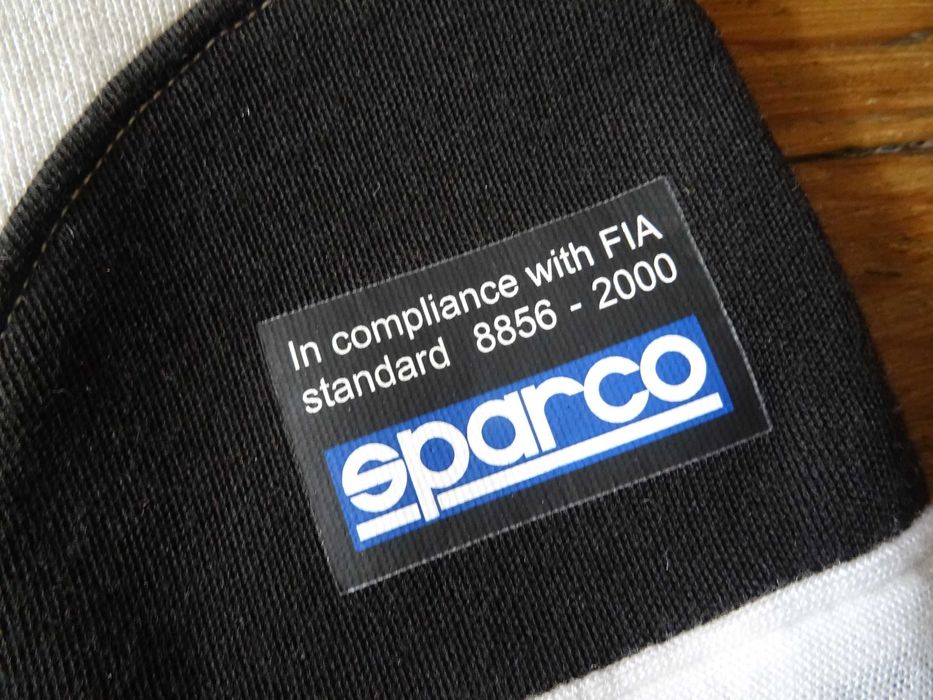 In compliance with FIA
standard 8856 - 2000
sparco